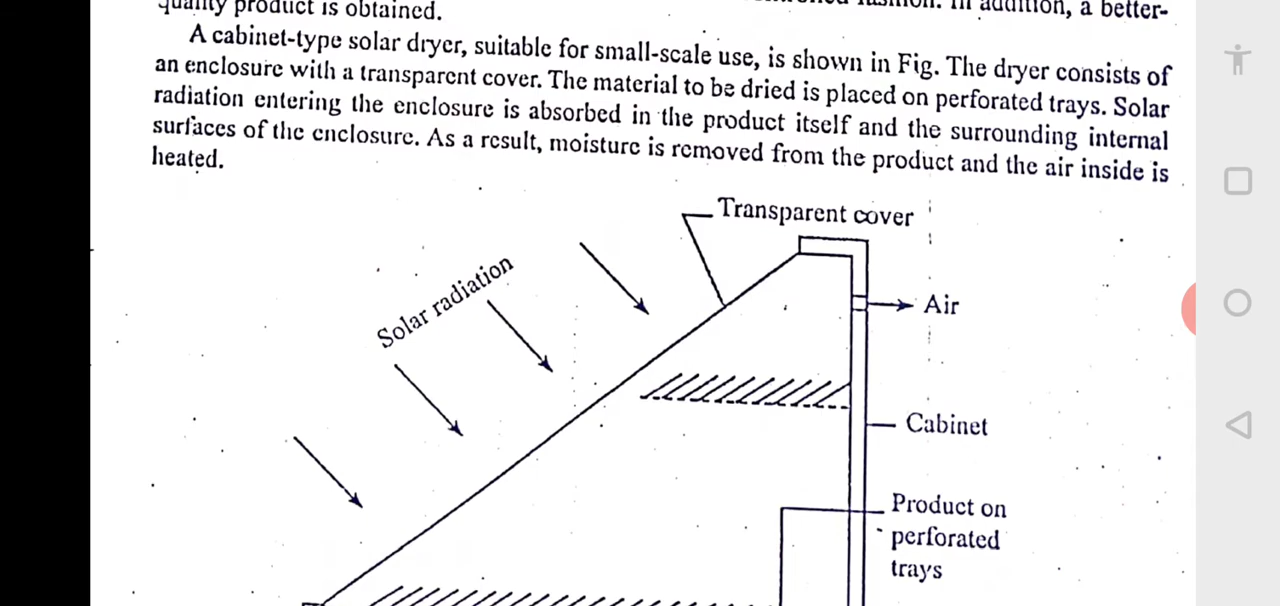 quality product is obtained.
addition, a better-
A cabinet-type solar dryer, suitable for small-scale use, is shown in Fig. The dryer consists of
an enclosure with a transparent cover. The material to be dried is placed on perforated trays. Solar
radiation entering the enclosure is absorbed in the product itself and the surrounding internal
surfaces of the enclosure. As a result, moisture is removed from the product and the air inside is
heated.
Transparent cover
Solar radiation
Air
Cabinet
Product on
perforated
trays